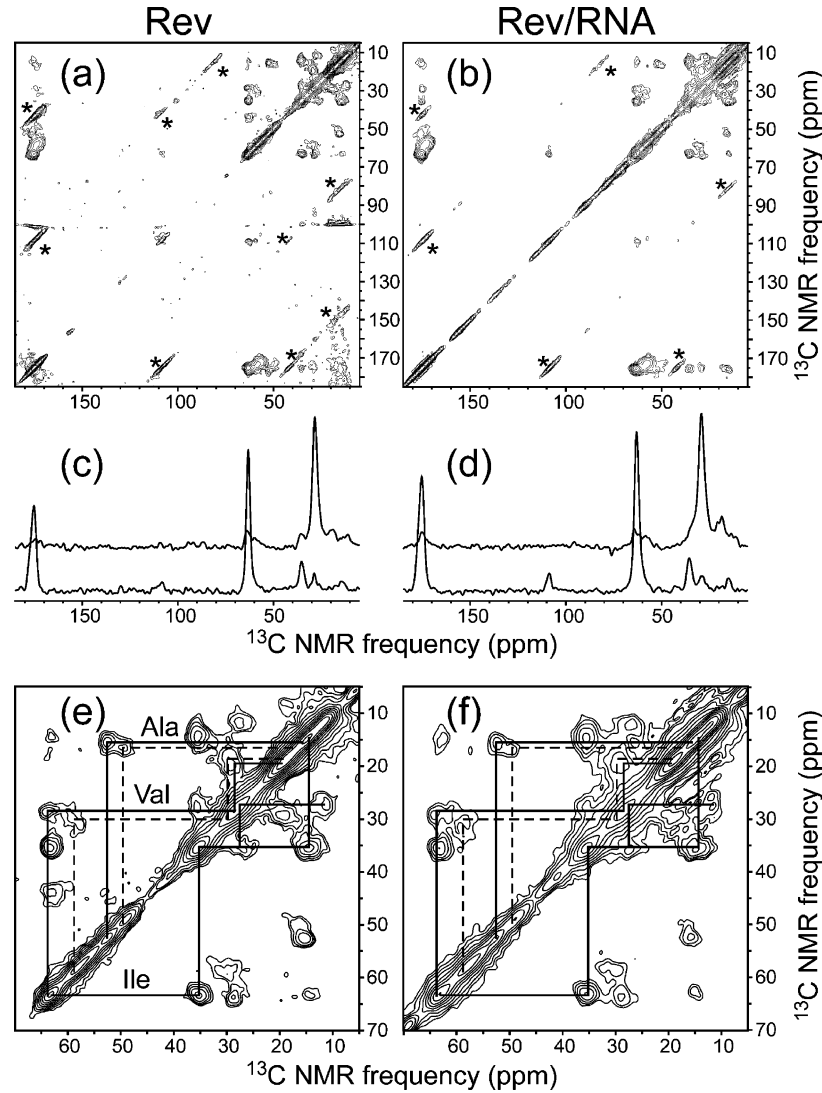 Rev Rev/RNA
(a) (b)
* * * * * * * * * *
* * * * * * *
10
30
50
70
90
110
130
150
170
10
30
50
70
90
110
130
150
170
150 100 50
150 100 50
13C NMR frequency (ppm)
(c) (d)
150 100 50
150 100 50
13C NMR frequency (ppm)
(e) (f)
Ala
Val
Ile
10
20
30
40
50
60
70
10
20
30
40
50
60
70
60 50 40 30 20 10
60 50 40 30 20 10
13C NMR frequency (ppm)
13C NMR frequency (ppm)